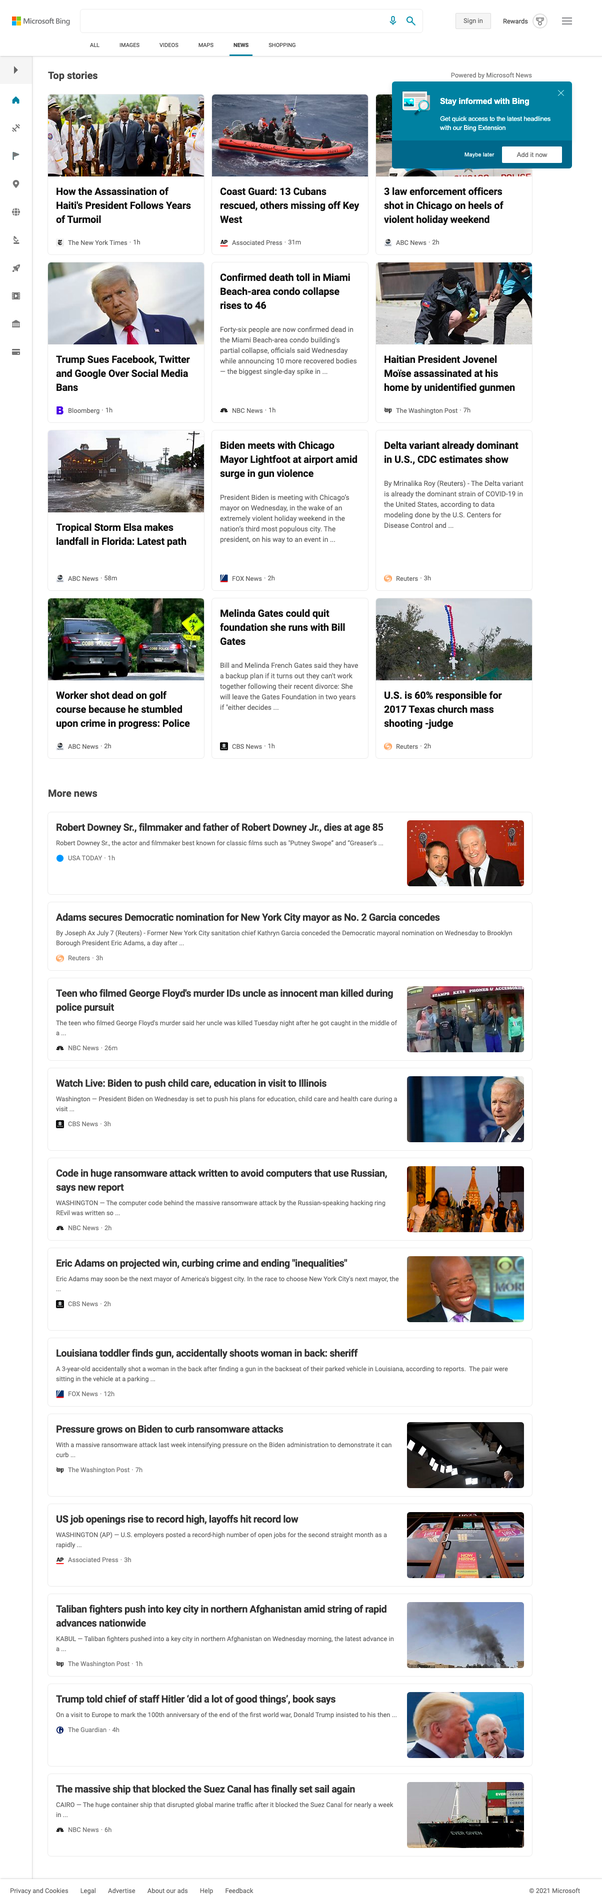 Microsoft Bing
Sign in
Rewards
ALL
IMAGES
VIDEOS
MAPS
NEWS
SHOPPING
Top stories
Powered by Microsoft News
Stay informed with Bing
Get quick access to the latest headlines
with our Bing Extension
Maybe later
Add it now
How the Assassination of
Haiti's President Follows Years
of Turmoil
The New York Times · 1h
Coast Guard: 13 Cubans
rescued, others missing off Key
West
AP Associated Press · 31m
3 law enforcement officers
shot in Chicago on heels of
violent holiday weekend
ABC News · 2h
Trump Sues Facebook, Twitter
and Google Over Social Media
Bans
B Bloomberg · 1h
Confirmed death toll in Miami
Beach-area condo collapse
rises to 46
Forty-six people are now confirmed dead in
the Miami Beach-area condo building's
partial collapse, officials said Wednesday
while announcing 10 more recovered bodies
— the biggest single-day spike in ...
NBC News · 1h
Haitian President Jovenel
Moïse assassinated at his
home by unidentified gunmen
wp The Washington Post · 7h
Tropical Storm Elsa makes
landfall in Florida: Latest path
ABC News · 58m
Biden meets with Chicago
Mayor Lightfoot at airport amid
surge in gun violence
President Biden is meeting with Chicago's
mayor on Wednesday, in the wake of an
extremely violent holiday weekend in the
nation's third most populous city. The
president, on his way to an event in ...
FOX News · 2h
Delta variant already dominant
in U.S., CDC estimates show
By Mrinalika Roy (Reuters) - The Delta variant
is already the dominant strain of COVID-19 in
the United States, according to data
modeling done by the U.S. Centers for
Disease Control and ...
Reuters · 3h
Worker shot dead on golf
course because he stumbled
upon crime in progress: Police
ABC News · 2h
Melinda Gates could quit
foundation she runs with Bill
Gates
Bill and Melinda French Gates said they have
a backup plan if it turns out they can't work
together following their recent divorce: She
will leave the Gates Foundation in two years
if "either decides ...
CBS News · 1h
U.S. is 60% responsible for
2017 Texas church mass
shooting -judge
Reuters · 2h
More news
Robert Downey Sr., filmmaker and father of Robert Downey Jr., dies at age 85
Robert Downey Sr., the actor and filmmaker best known for classic films such as "Putney Swope" and "Greaser's ...
USA TODAY · 1h
Adams secures Democratic nomination for New York City mayor as No. 2 Garcia concedes
By Joseph Ax July 7 (Reuters) - Former New York City sanitation chief Kathryn Garcia conceded the Democratic mayoral nomination on Wednesday to Brooklyn
Borough President Eric Adams, a day after ...
Reuters · 3h
Teen who filmed George Floyd's murder IDs uncle as innocent man killed during
police pursuit
The teen who filmed George Floyd's murder said her uncle was killed Tuesday night after he got caught in the middle of
a ...
NBC News · 26m
Watch Live: Biden to push child care, education in visit to Illinois
Washington — President Biden on Wednesday is set to push his plans for education, child care and health care during a
visit ...
CBS News · 3h
Code in huge ransomware attack written to avoid computers that use Russian,
says new report
WASHINGTON — The computer code behind the massive ransomware attack by the Russian-speaking hacking ring
REvil was written so ...
NBC News · 2h
Eric Adams on projected win, curbing crime and ending "inequalities"
Eric Adams may soon be the next mayor of America's biggest city. In the race to choose New York City's next mayor, the
...
CBS News · 2h
Louisiana toddler finds gun, accidentally shoots woman in back: sheriff
A 3-year-old accidentally shot a woman in the back after finding a gun in the backseat of their parked vehicle in Louisiana, according to reports. The pair were
sitting in the vehicle at a parking ...
FOX News · 12h
Pressure grows on Biden to curb ransomware attacks
With a massive ransomware attack last week intensifying pressure on the Biden administration to demonstrate it can
curb ...
wp The Washington Post · 7h
US job openings rise to record high, layoffs hit record low
WASHINGTON (AP) — U.S. employers posted a record-high number of open jobs for the second straight month as a
rapidly ...
AP Associated Press · 3h
Taliban fighters push into key city in northern Afghanistan amid string of rapid
advances nationwide
KABUL — Taliban fighters pushed into a key city in northern Afghanistan on Wednesday morning, the latest advance in
a ...
wp The Washington Post · 1h
Trump told chief of staff Hitler 'did a lot of good things', book says
On a visit to Europe to mark the 100th anniversary of the end of the first world war, Donald Trump insisted to his then ...
The Guardian · 4h
The massive ship that blocked the Suez Canal has finally set sail again
CAIRO — The huge container ship that disrupted global marine traffic after it blocked the Suez Canal for nearly a week
in ...
EVER GIVEN
NBC News · 6h
Privacy and Cookies
Legal
Advertise
About our ads
Help
Feedback
© 2021 Microsoft